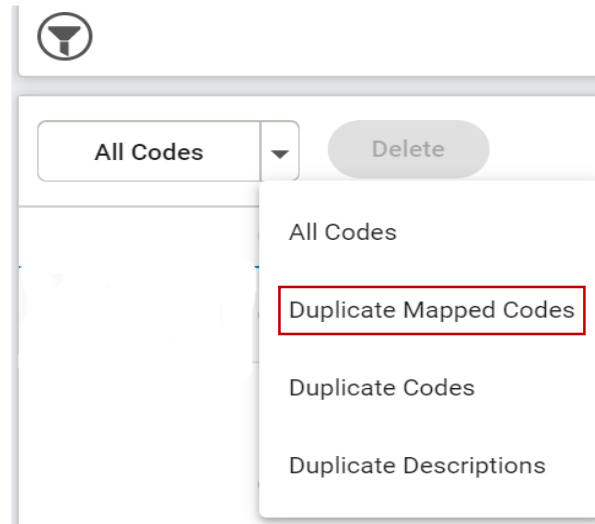 All Codes
Delete
All Codes
Duplicate Mapped Codes
Duplicate Codes
Duplicate Descriptions